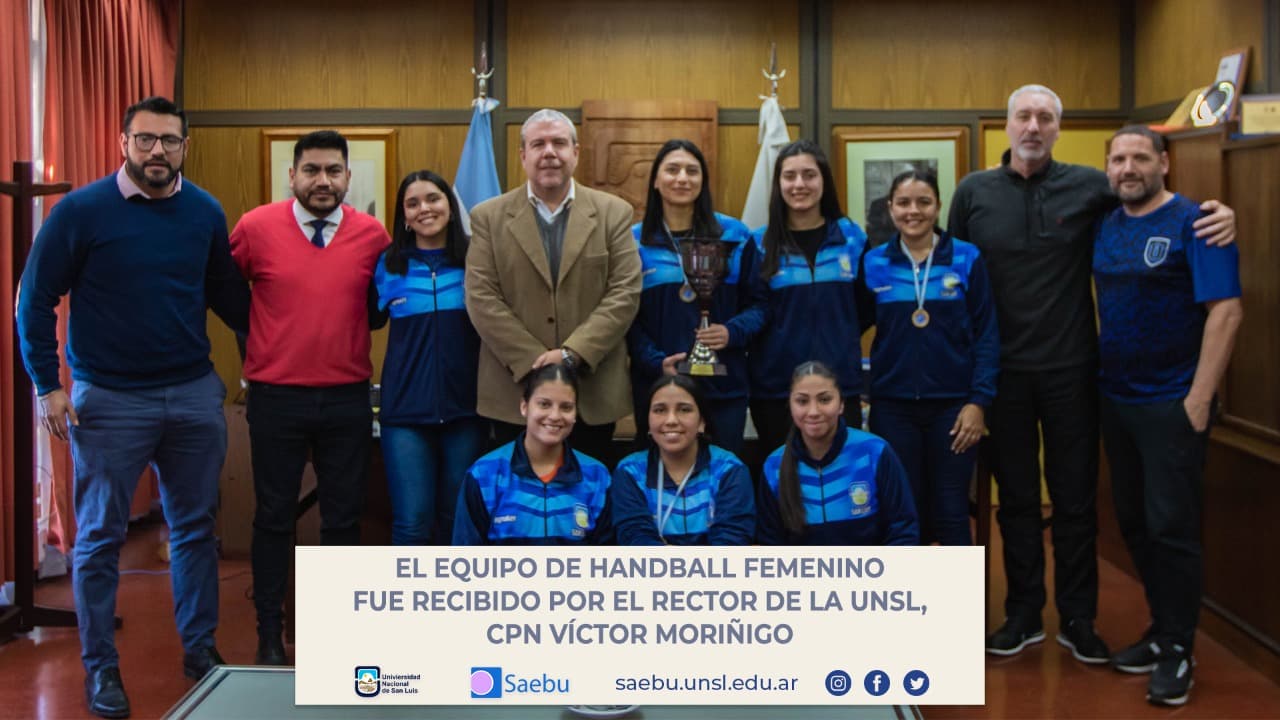 EL EQUIPO DE HANDBALL FEMENINO
FUE RECIBIDO POR EL RECTOR DE LA UNSL,
CPN VÍCTOR MORIÑIGO
Universidad
Nacional
de San Luis
Saebu
saebu.unsl.edu.ar